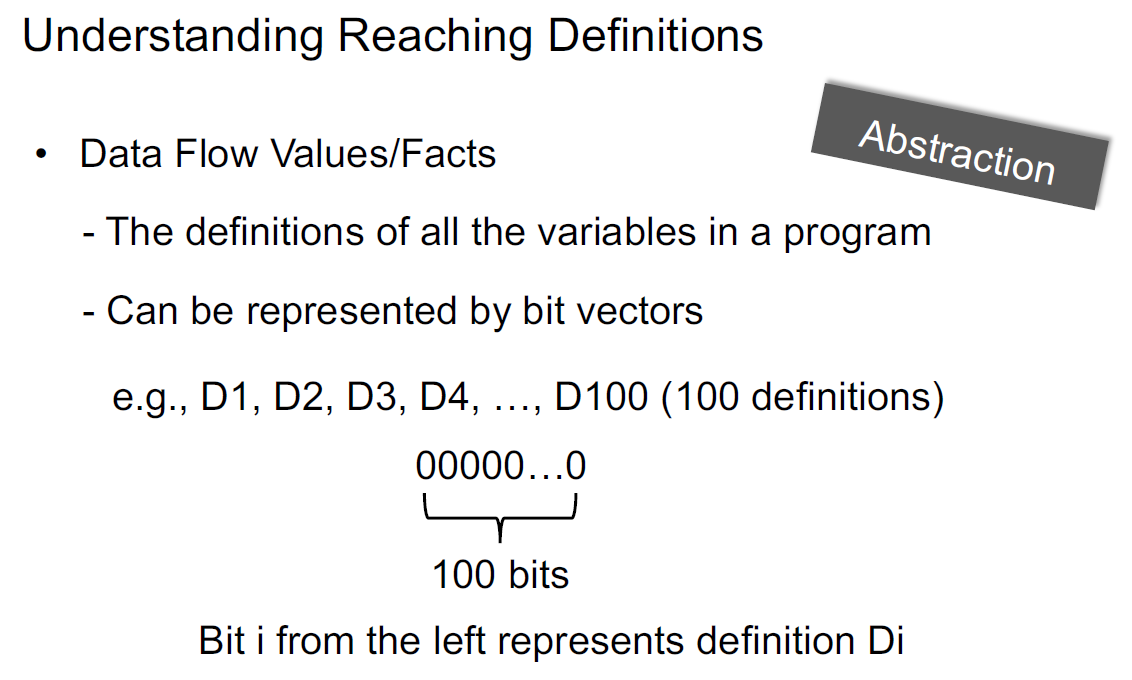 Understanding Reaching Definitions
Abstraction
• Data Flow Values/Facts
- The definitions of all the variables in a program
- Can be represented by bit vectors
e.g., D1, D2, D3, D4, …, D100 (100 definitions)
00000…0
100 bits
Bit i from the left represents definition Di